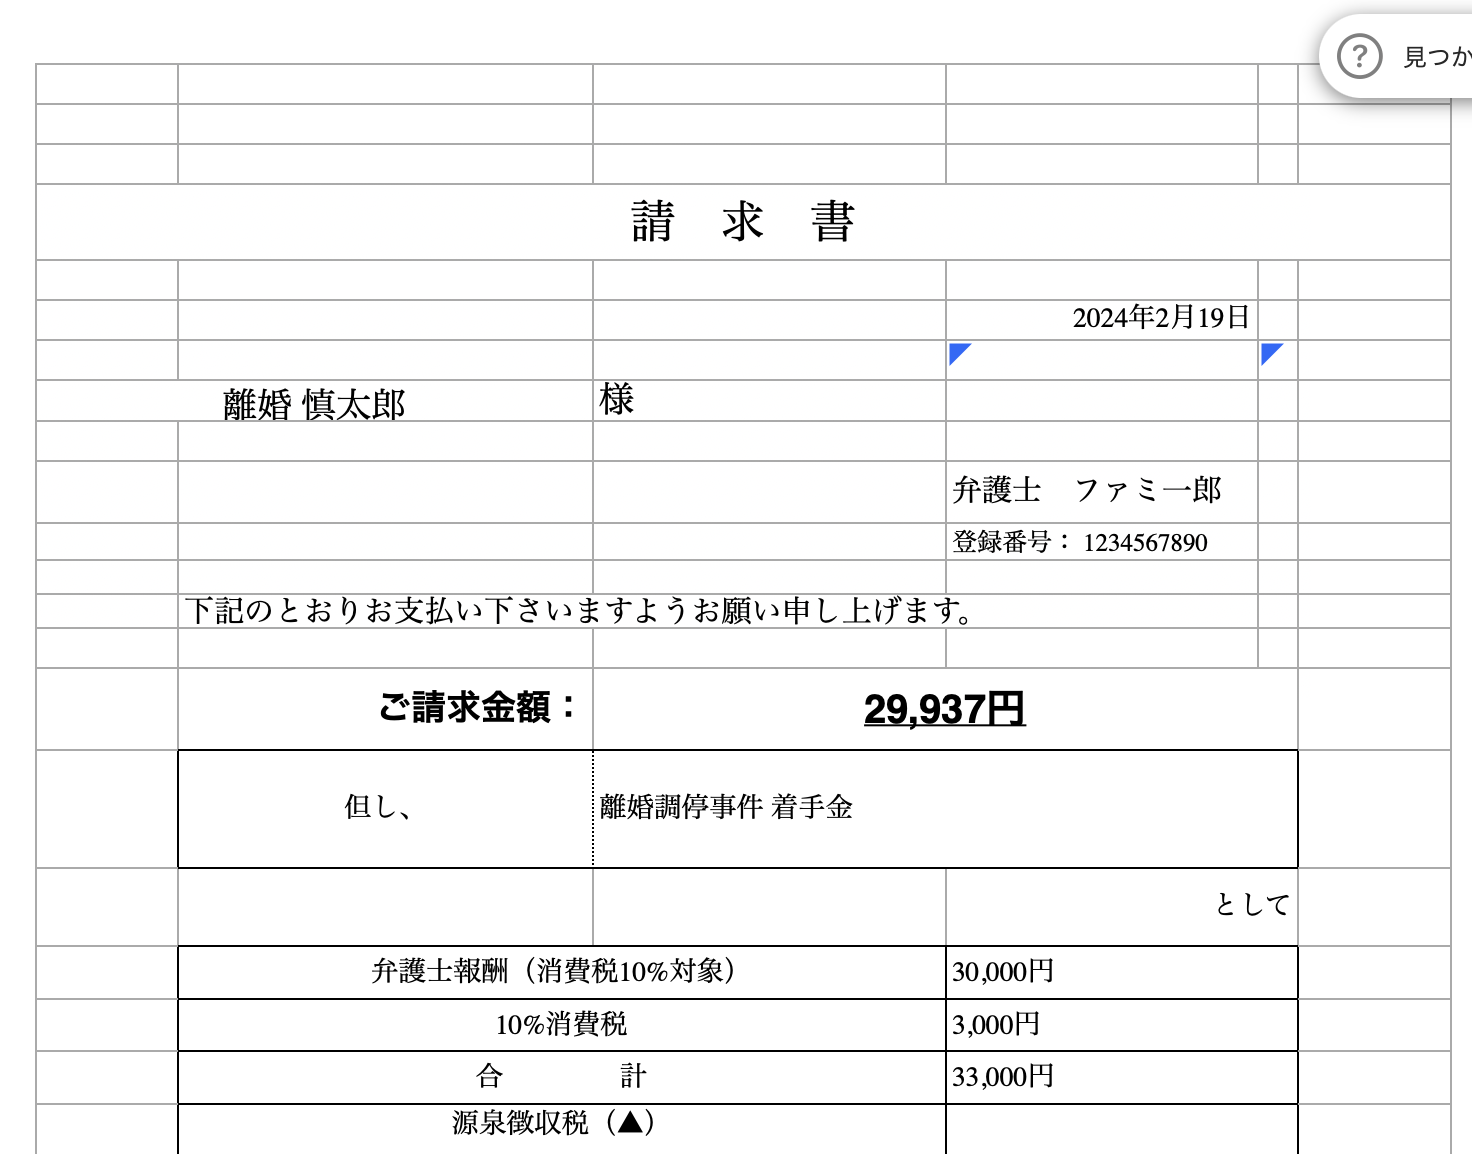 見つか
請 求 書
2024年2月19日
離婚 慎太郎 様
弁護士 ファミ一郎
登録番号： 1234567890
下記のとおりお支払い下さいますようお願い申し上げます。
ご請求金額： 29,937円
但し、 離婚調停事件 着手金
として
弁護士報酬（消費税10%対象） 30,000円
10%消費税 3,000円
合 計 33,000円
源泉徴収税（▲）